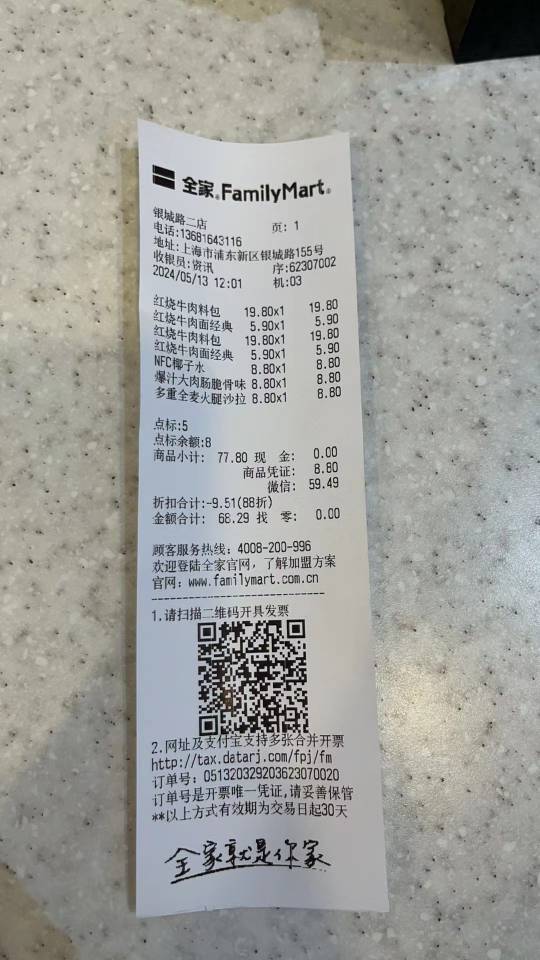 全家 FamilyMart
银城路二店 页: 1
电话:13681643116
地址:上海市浦东新区银城路155号
收银员:资讯 序:62307002
2024/05/13 12:01 机:03
红烧牛肉料包 19.80x1 19.80
红烧牛肉面经典 5.90x1 5.90
红烧牛肉料包 19.80x1 19.80
红烧牛肉面经典 5.90x1 5.90
NFC椰子水 8.80x1 8.80
爆汁大肉肠脆骨味 8.80x1 8.80
多重全麦火腿沙拉 8.80x1 8.80
点标:5
点标余额:8
商品小计: 77.80 现 金: 0.00
商品凭证: 8.80
微信: 59.49
折扣合计:-9.51(88折)
金额合计: 68.29 找 零: 0.00
顾客服务热线: 4008-200-996
欢迎登陆全家官网，了解加盟方案
官网: www.familymart.com.cn
----------------------------
1.请扫描二维码开具发票
2.网址及支付宝支持多张合并开票
http://tax.datarj.com/fpj/fm
订单号: 051320329203623070020
订单号是开票唯一凭证,请妥善保管
**以上方式有效期为交易日起30天
全家就是你家